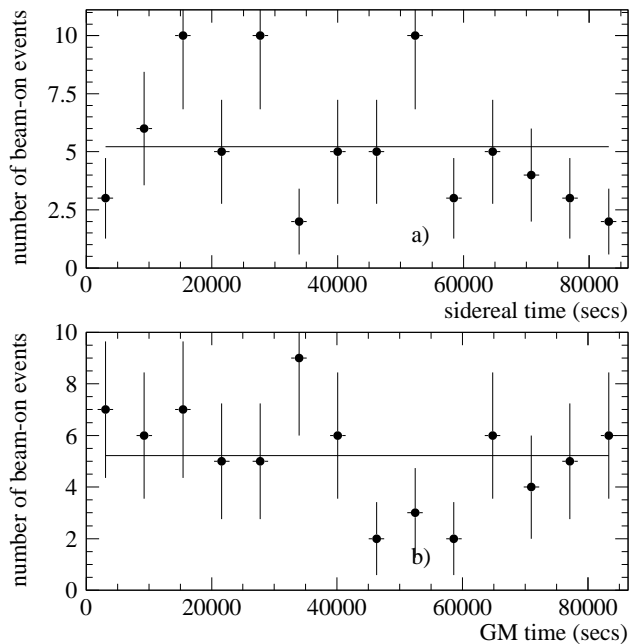 number of beam-on events
10
7.5
5
2.5
0
a)
0 20000 40000 60000 80000
sidereal time (secs)
number of beam-on events
10
8
6
4
2
0
b)
0 20000 40000 60000 80000
GM time (secs)